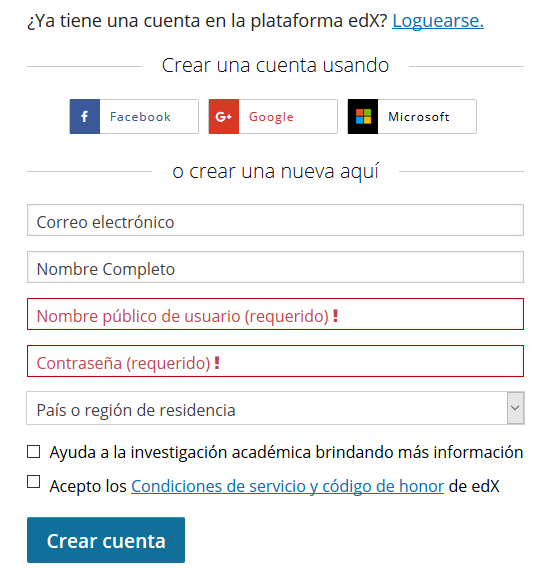 ¿Ya tiene una cuenta en la plataforma edX? Loguearse.
Crear una cuenta usando
f Facebook G+ Google Microsoft
o crear una nueva aquí
Correo electrónico
Nombre Completo
Nombre público de usuario (requerido) !
Contraseña (requerido) !
País o región de residencia
Ayuda a la investigación académica brindando más información
Acepto los Condiciones de servicio y código de honor de edX
Crear cuenta